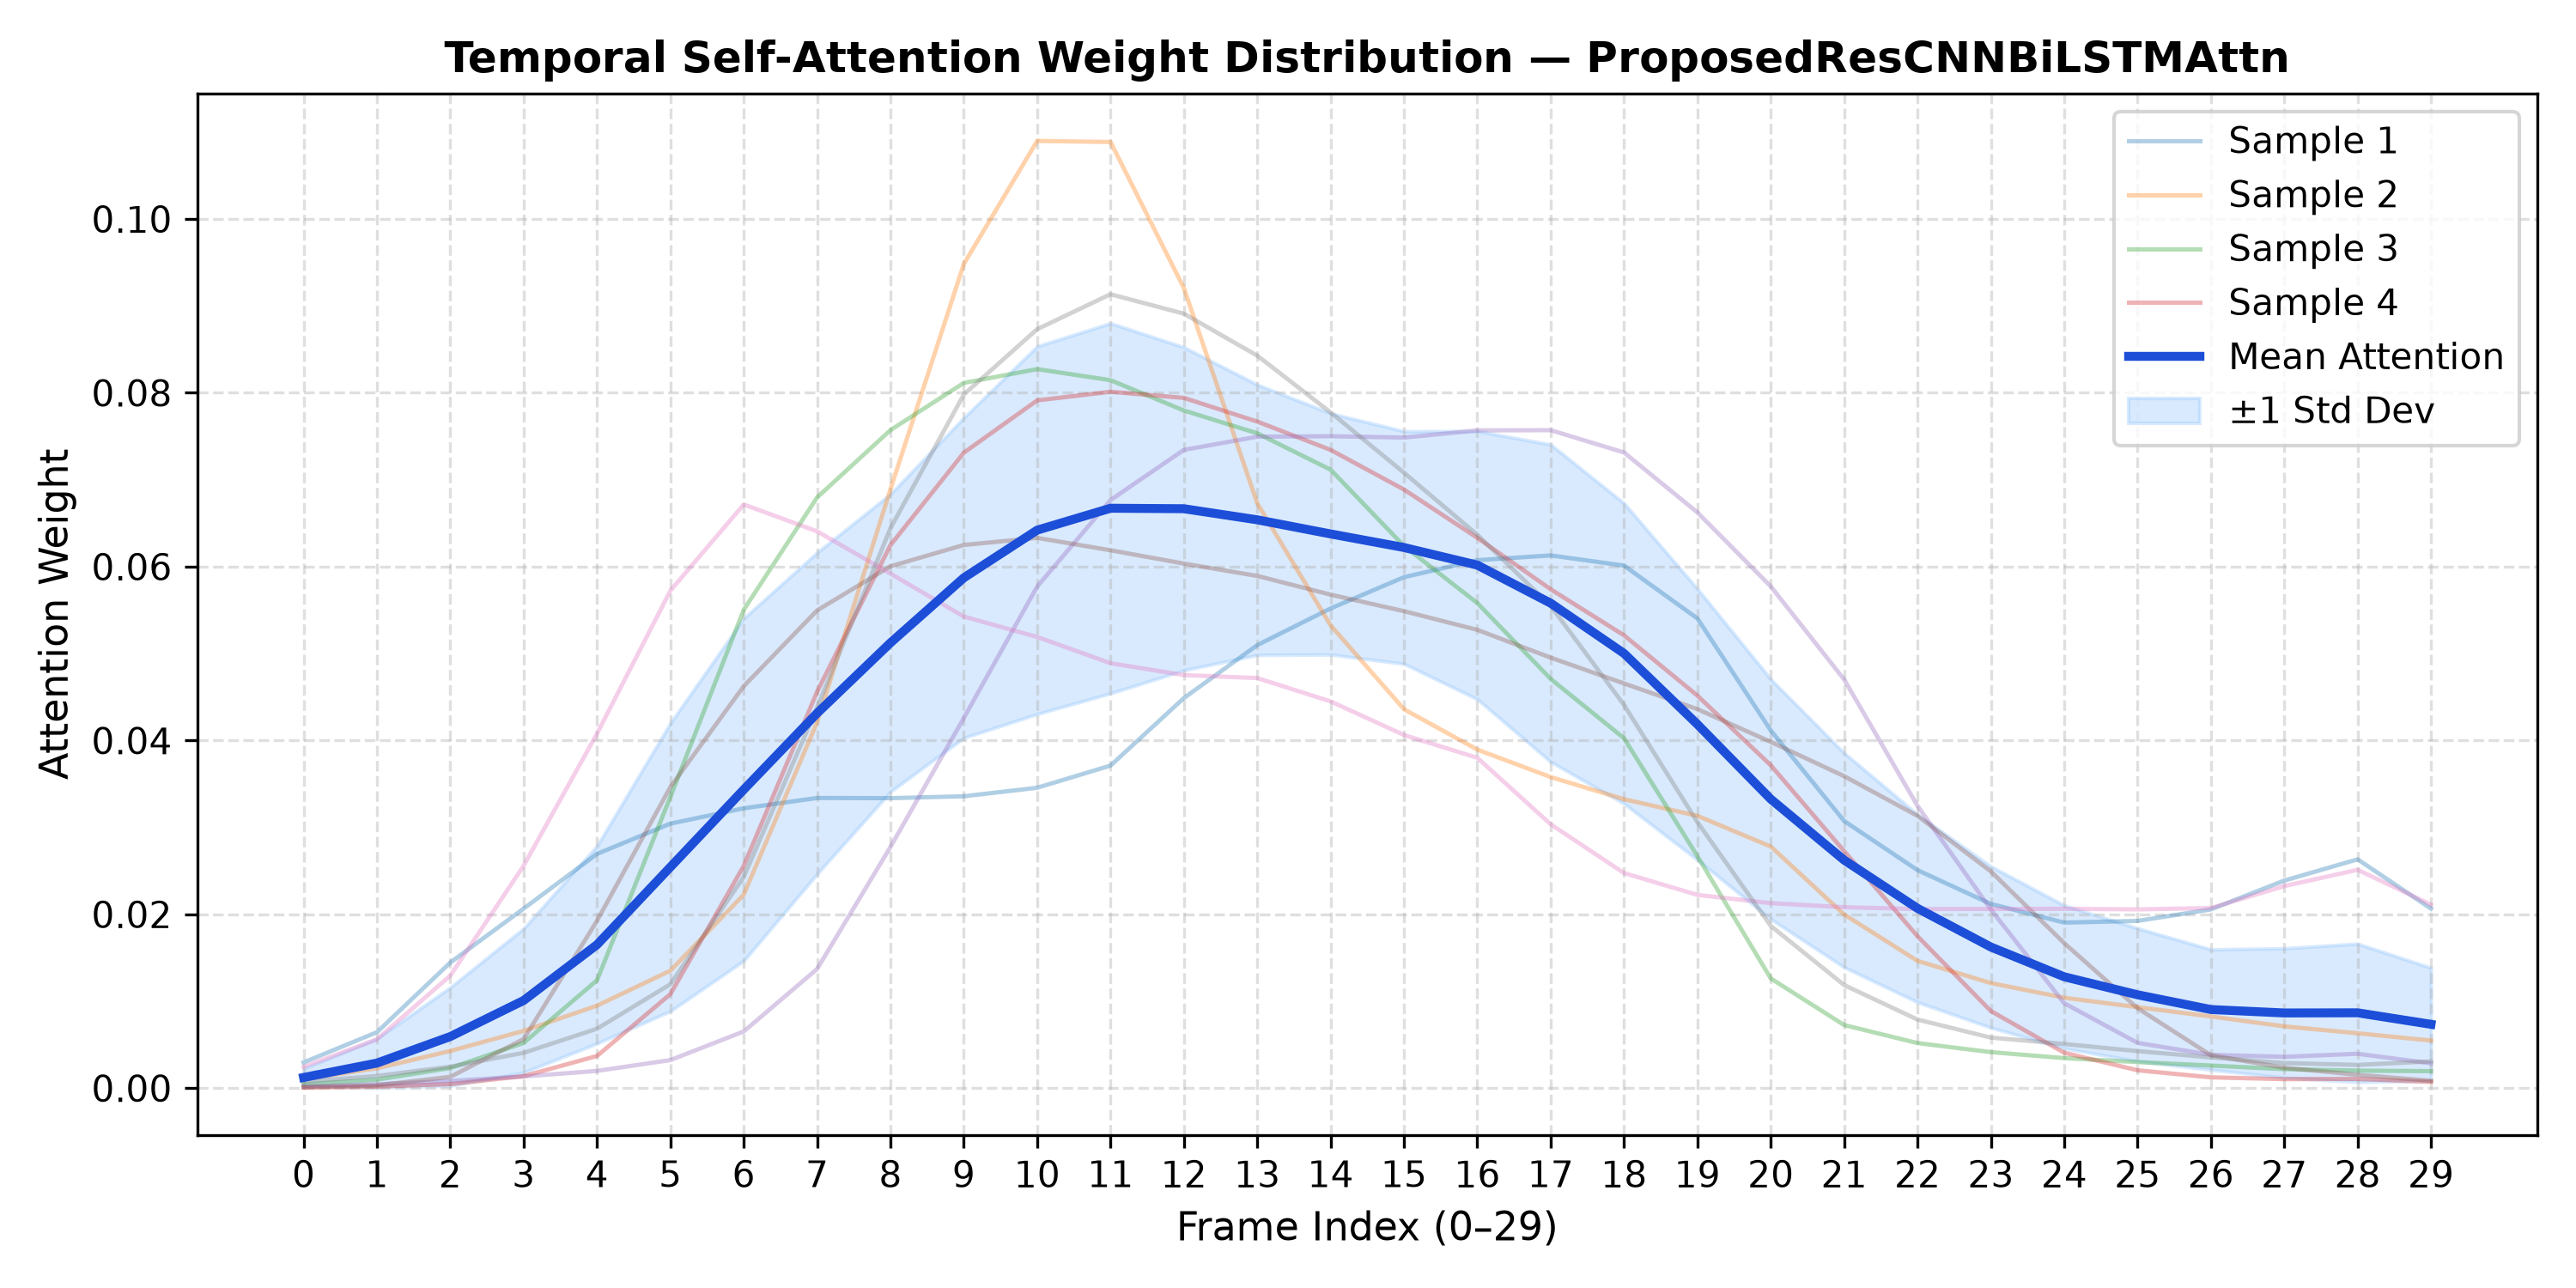 Temporal Self-Attention Weight Distribution — ProposedResCNNBiLSTMAttn
Sample 1
Sample 2
Sample 3
Sample 4
Mean Attention
±1 Std Dev
Attention Weight
0.10
0.08
0.06
0.04
0.02
0.00
0 1 2 3 4 5 6 7 8 9 10 11 12 13 14 15 16 17 18 19 20 21 22 23 24 25 26 27 28 29
Frame Index (0–29)